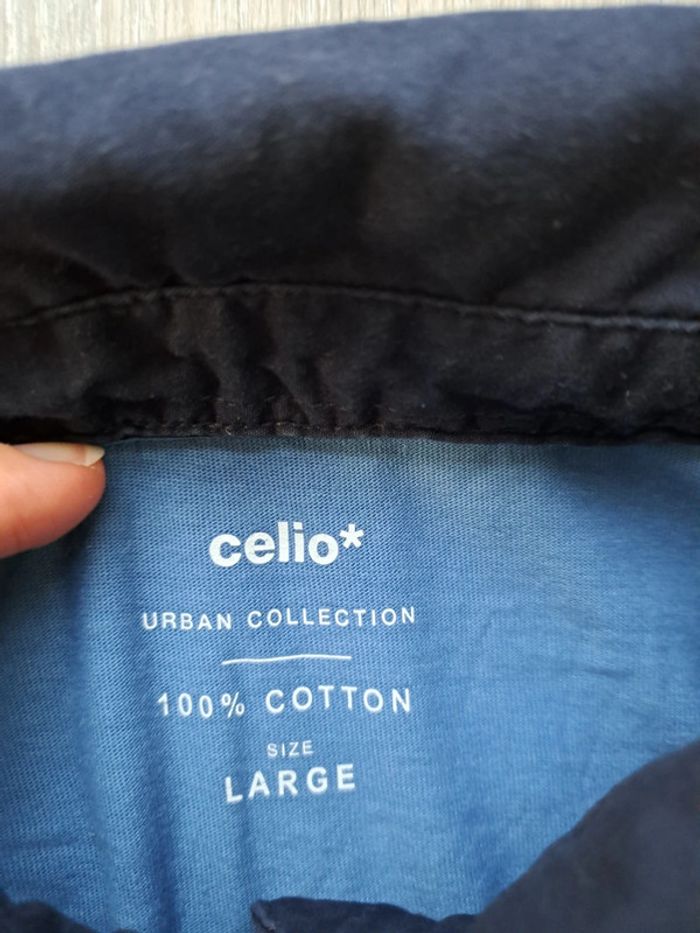 celio*
URBAN COLLECTION
100% COTTON
SIZE
LARGE